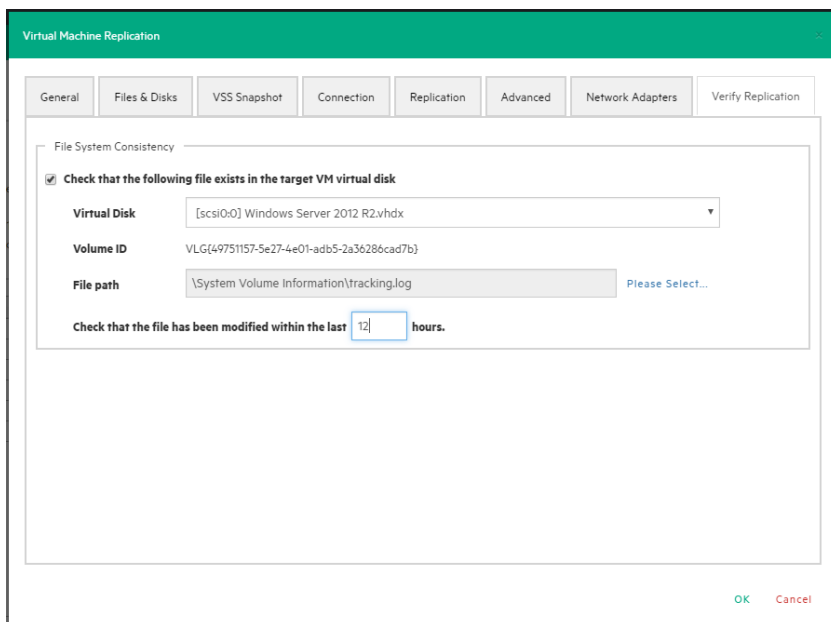 Virtual Machine Replication
General Files & Disks VSS Snapshot Connection Replication Advanced Network Adapters Verify Replication
File System Consistency
Check that the following file exists in the target VM virtual disk
Virtual Disk [scsi0:0] Windows Server 2012 R2.vhdx
Volume ID VLG{49751157-5e27-4e01-adb5-2a36286cad7b}
File path \System Volume Information\tracking.log Please Select...
Check that the file has been modified within the last 12 hours.
OK Cancel